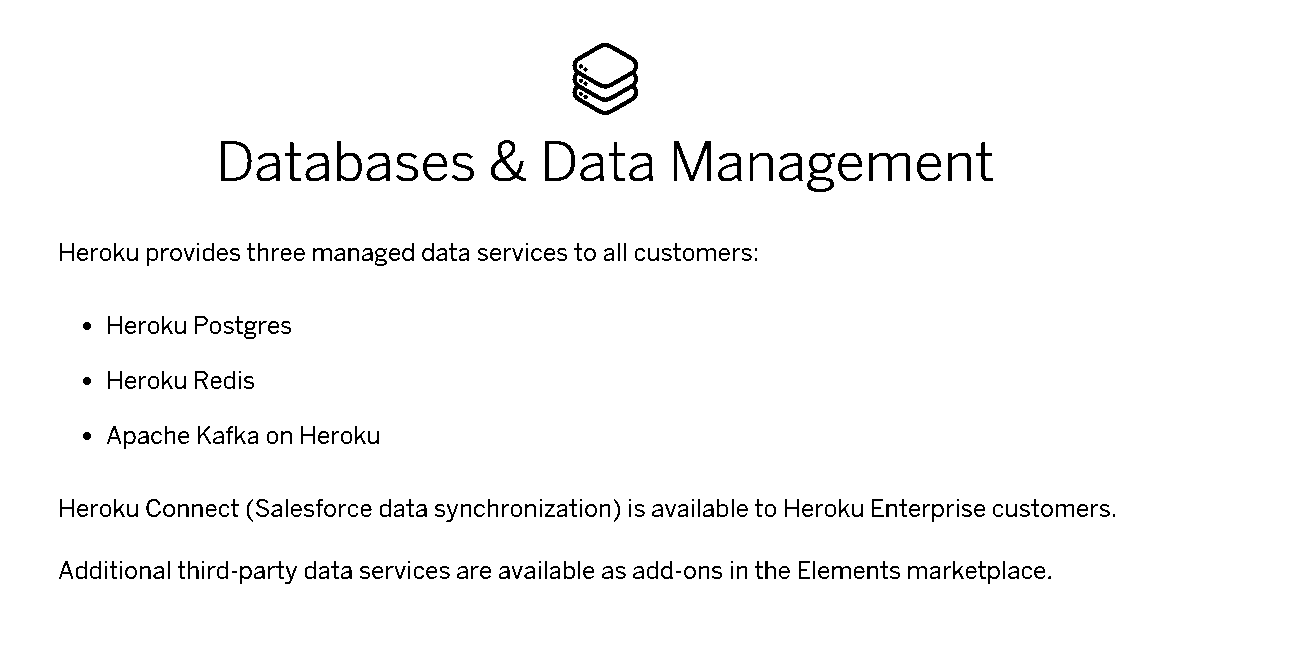 Databases & Data Management
Heroku provides three managed data services to all customers:
• Heroku Postgres
• Heroku Redis
• Apache Kafka on Heroku
Heroku Connect (Salesforce data synchronization) is available to Heroku Enterprise customers.
Additional third-party data services are available as add-ons in the Elements marketplace.